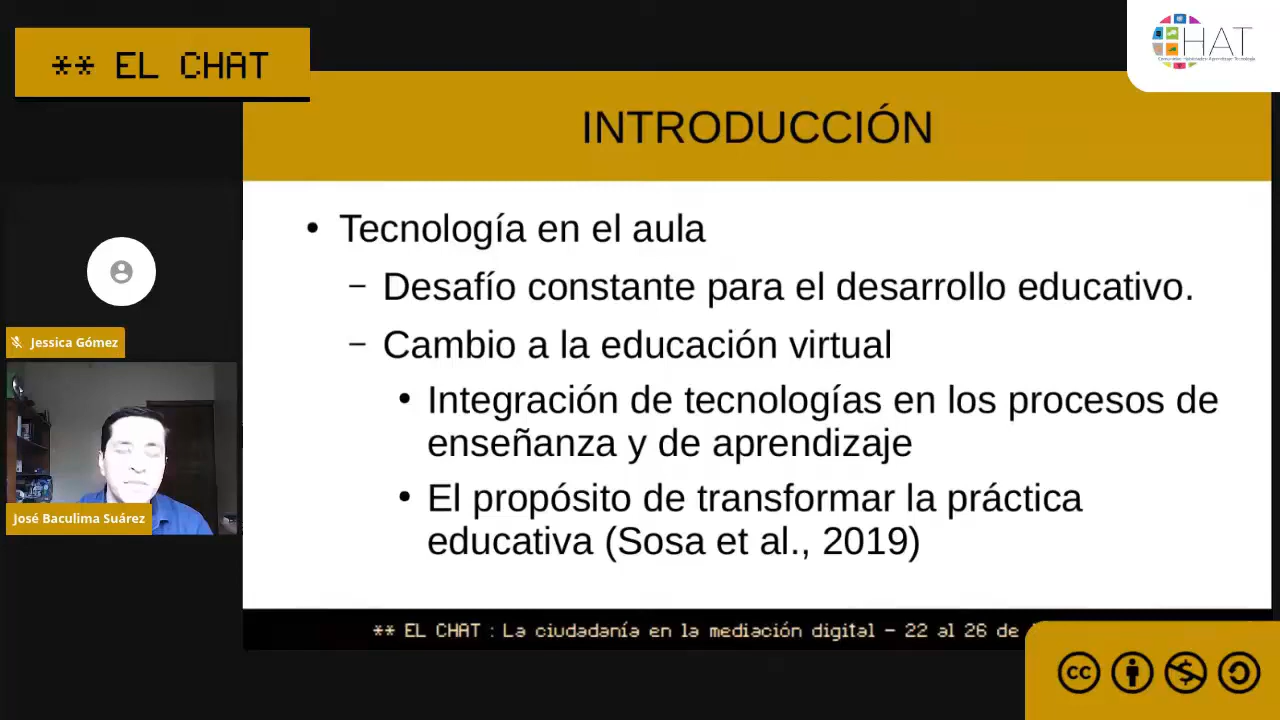 ** EL CHAT
HAT
INTRODUCCIÓN
• Tecnología en el aula
– Desafío constante para el desarrollo educativo.
– Cambio a la educación virtual
• Integración de tecnologías en los procesos de
enseñanza y de aprendizaje
• El propósito de transformar la práctica
educativa (Sosa et al., 2019)
Jessica Gómez
José Baculima Suárez
** EL CHAT : La ciudadanía en la mediación digital – 22 al 26 de
cc